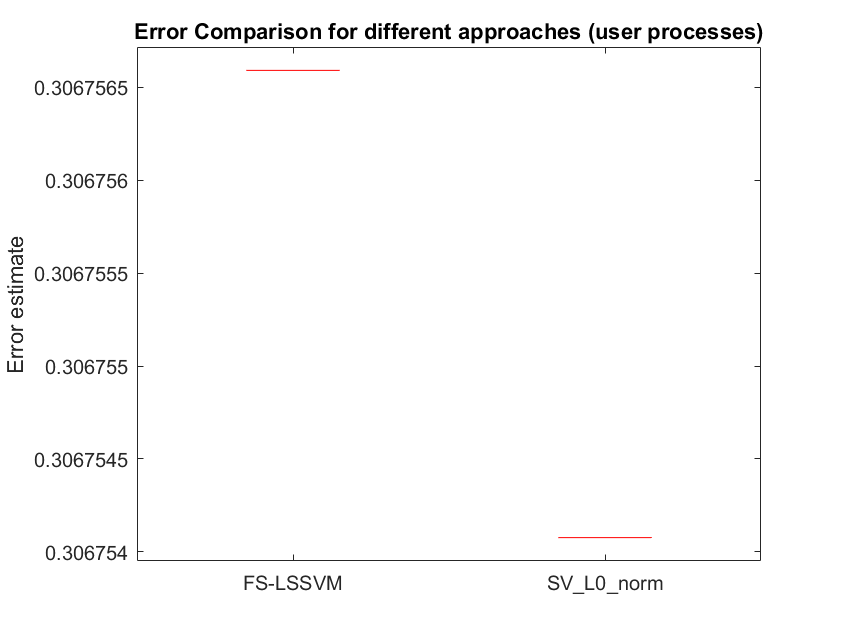 Error Comparison for different approaches (user processes)
0.3067565
0.306756
0.3067555
0.306755
0.3067545
0.306754
Error estimate
FS-LSSVM
SV_L0_norm